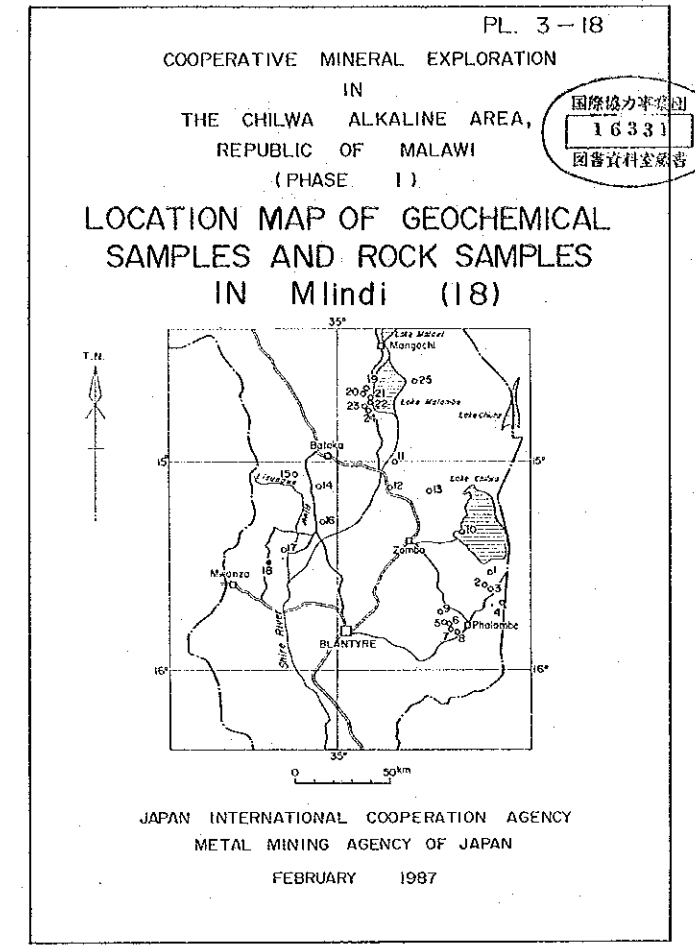 PL. 3-18
COOPERATIVE MINERAL EXPLORATION
IN
THE CHILWA ALKALINE AREA,
REPUBLIC OF MALAWI
(PHASE 1)
国際協力事業団
16331
図書資料室蔵書
LOCATION MAP OF GEOCHEMICAL
SAMPLES AND ROCK SAMPLES
IN Mlindi (18)
T.N.
35°
Mangochi
19
25
20
21
22
Lake Malombe
23
24
Lake Chiuta
Balaka
11
15°
15°
15
14
12
13
Lake Chilwa
16
10
17
Zomba
18
Mwanza
1
2
3
4
9
5
6
Phalombe
7
8
BLANTYRE
Shire River
16°
16°
35°
0 50km
JAPAN INTERNATIONAL COOPERATION AGENCY
METAL MINING AGENCY OF JAPAN
FEBRUARY 1987